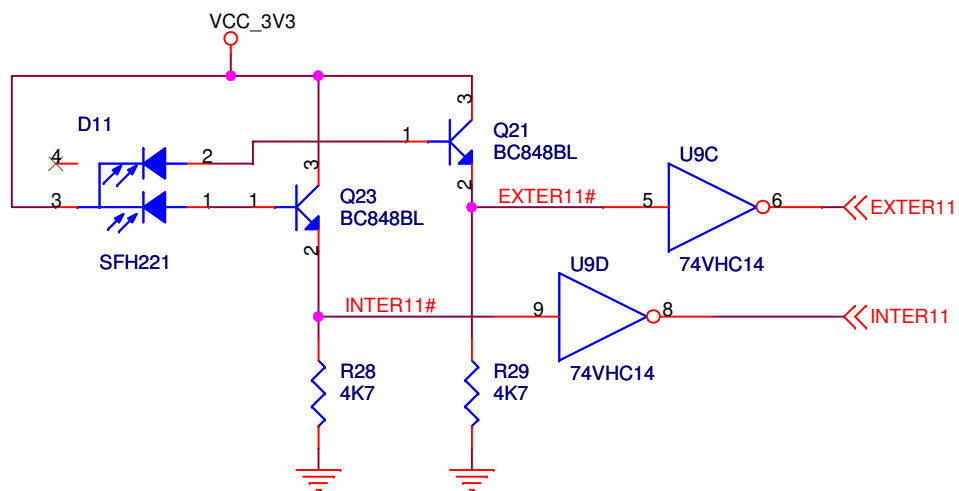 VCC_3V3
D11
4
2
3
1
1
SFH221
3
Q23
BC848BL
2
1
3
Q21
BC848BL
2
EXTER11#
5
U9C
6
EXTER11
74VHC14
INTER11#
9
U9D
8
INTER11
74VHC14
R28
4K7
R29
4K7